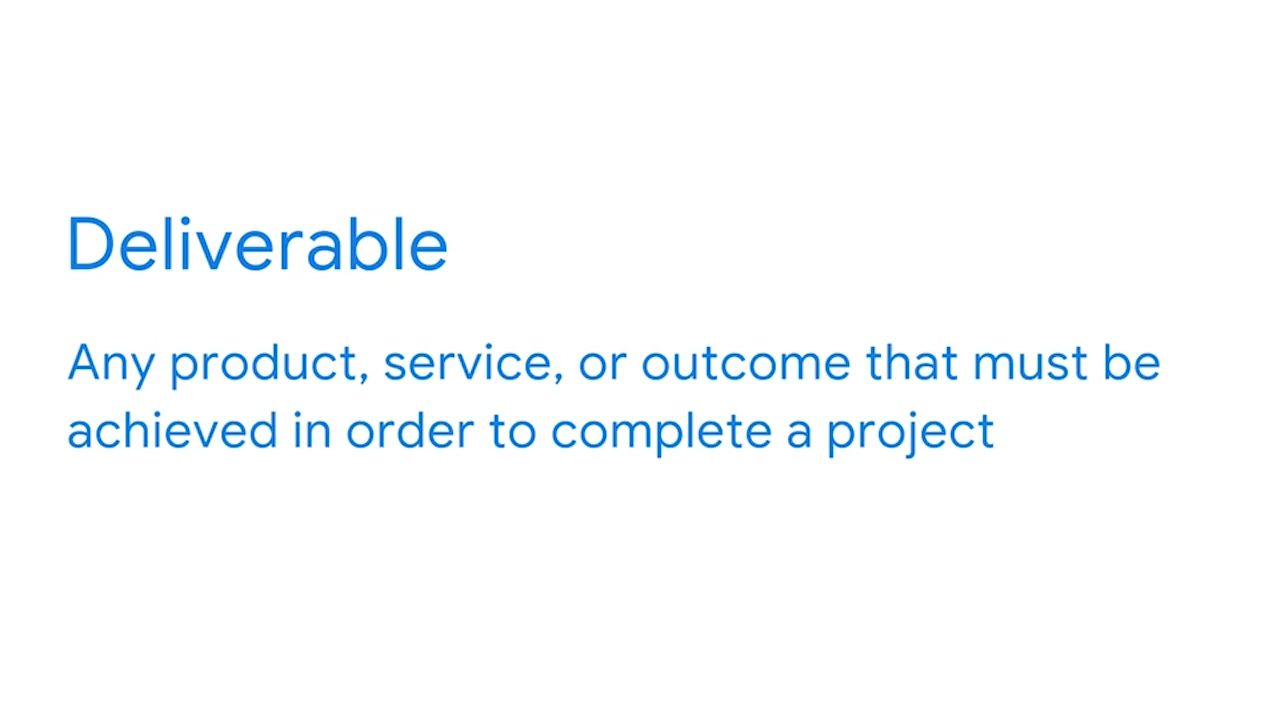 Deliverable
Any product, service, or outcome that must be
achieved in order to complete a project